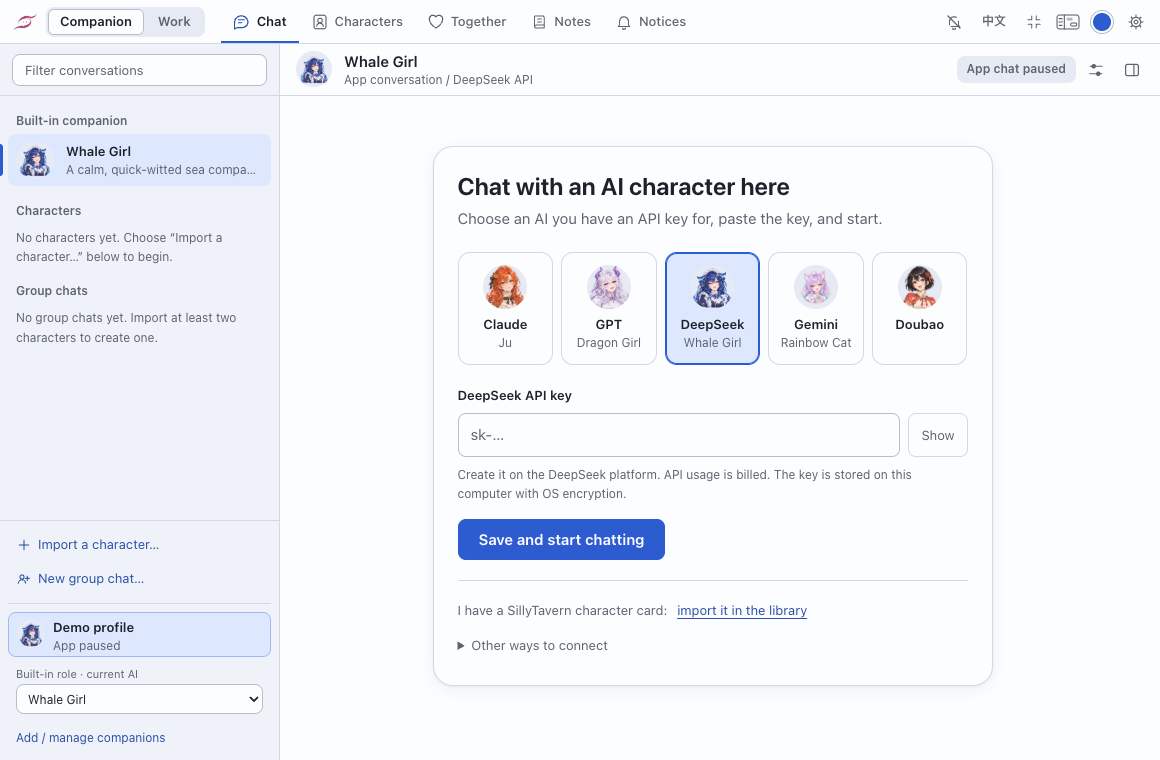 Companion
Work
Chat
Characters
Together
Notes
Notices
中文
Filter conversations
Built-in companion
Whale Girl
A calm, quick-witted sea compa...
Characters
No characters yet. Choose “Import a
character...” below to begin.
Group chats
No group chats yet. Import at least two
characters to create one.
Import a character...
New group chat...
Demo profile
App paused
Built-in role · current AI
Whale Girl
Add / manage companions
Whale Girl
App conversation / DeepSeek API
App chat paused
Chat with an AI character here
Choose an AI you have an API key for, paste the key, and start.
Claude
Ju
GPT
Dragon Girl
DeepSeek
Whale Girl
Gemini
Rainbow Cat
Doubao
DeepSeek API key
sk-...
Show
Create it on the DeepSeek platform. API usage is billed. The key is stored on this
computer with OS encryption.
Save and start chatting
I have a SillyTavern character card: import it in the library
Other ways to connect